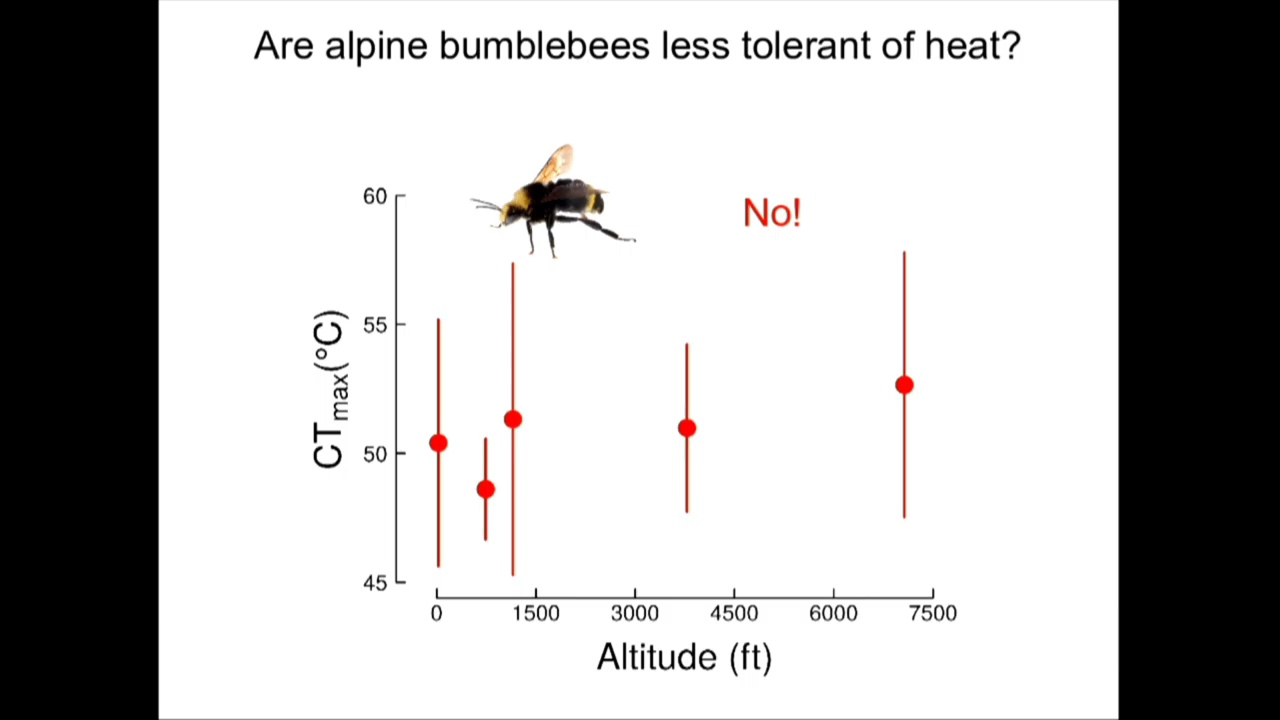 Are alpine bumblebees less tolerant of heat?
No!
60
55
50
45
CTmax(°C)
0 1500 3000 4500 6000 7500
Altitude (ft)